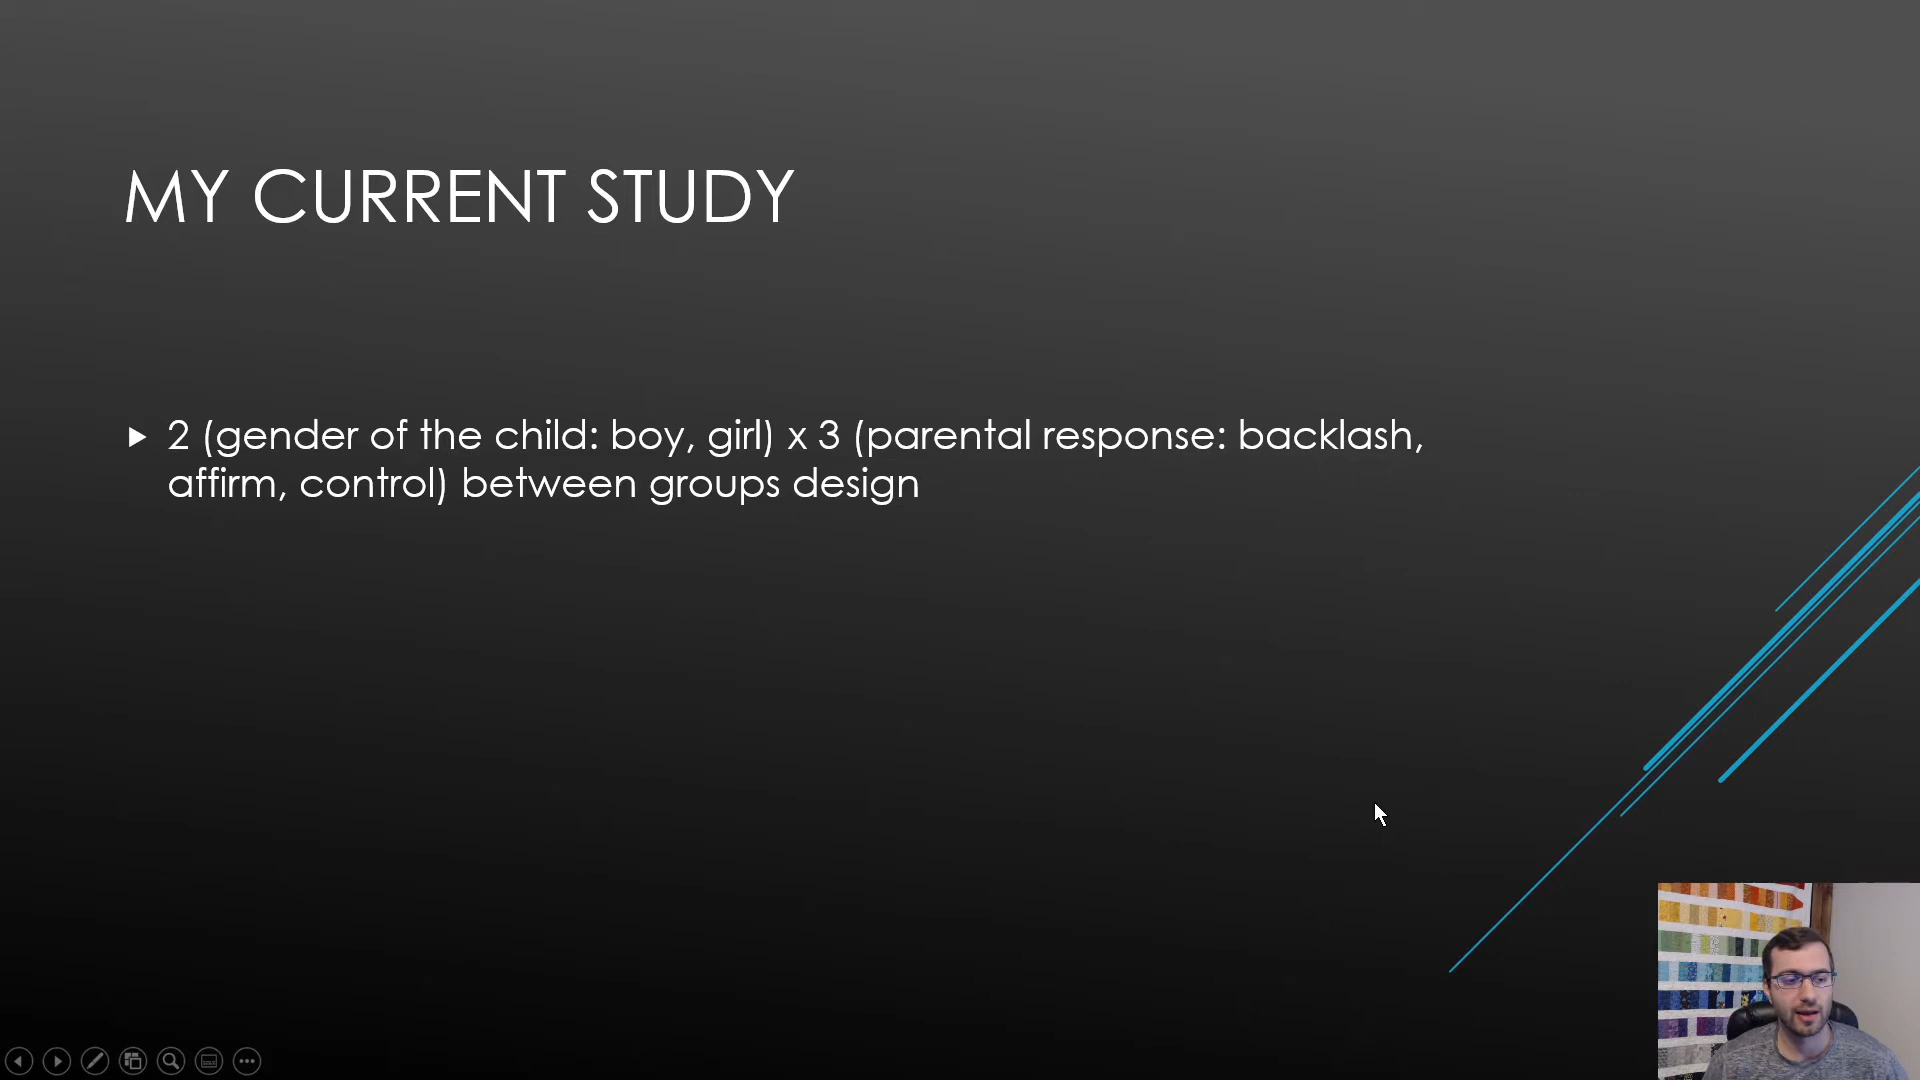 MY CURRENT STUDY
2 (gender of the child: boy, girl) x 3 (parental response: backlash,
affirm, control) between groups design